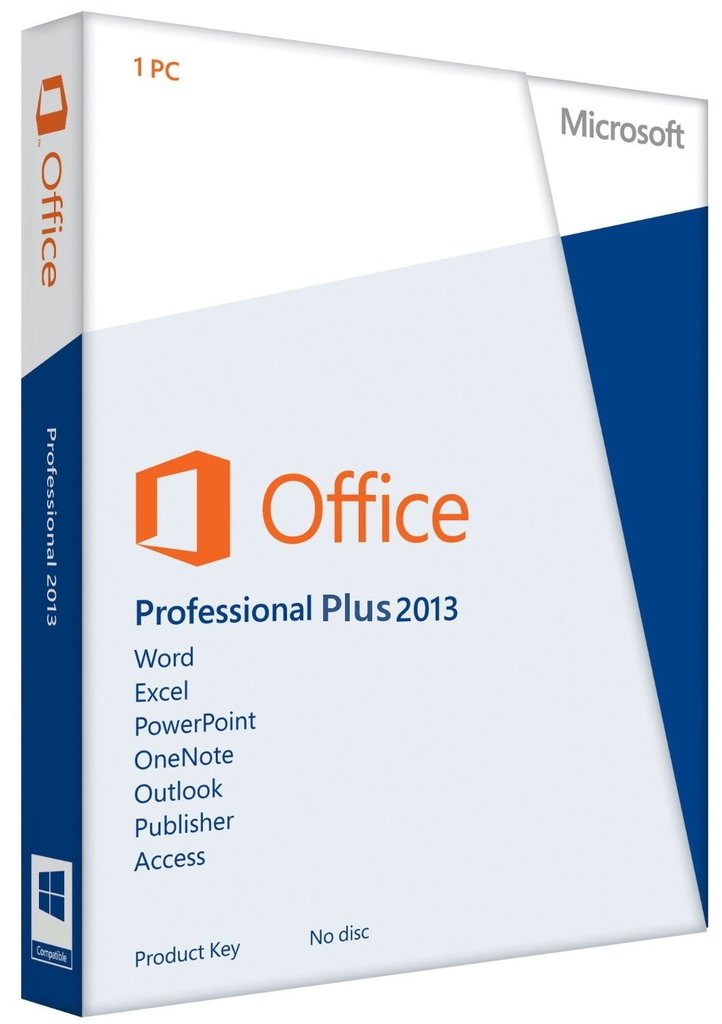 1 PC
Microsoft
Office
Professional 2013
Compatible
Office
Professional Plus 2013
Word
Excel
PowerPoint
OneNote
Outlook
Publisher
Access
Product Key
No disc